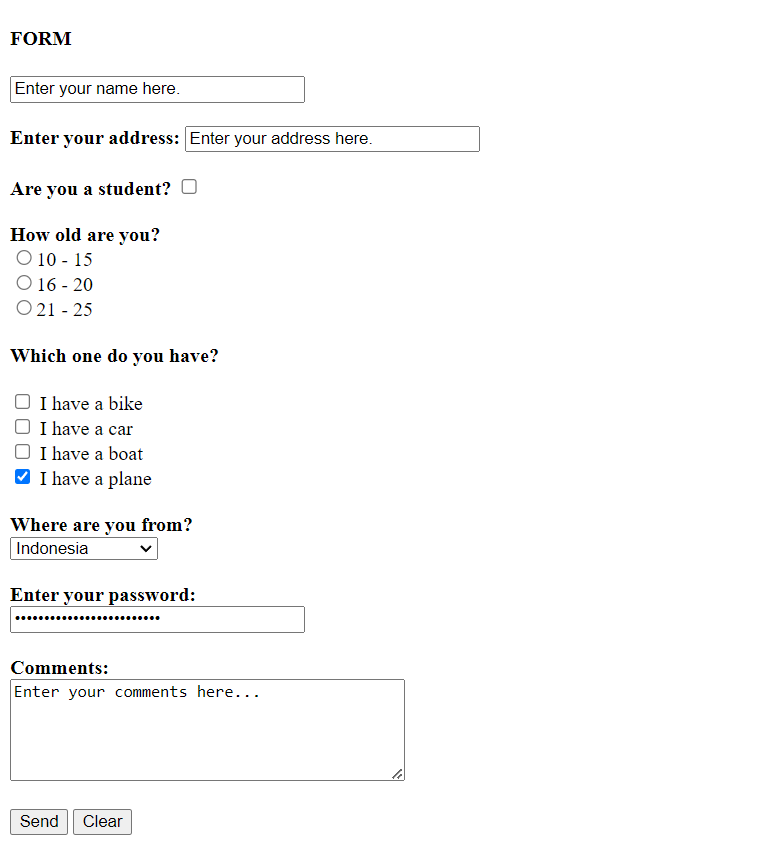 FORM
Enter your name here.
Enter your address: Enter your address here.
Are you a student?
How old are you?
10 - 15
16 - 20
21 - 25
Which one do you have?
I have a bike
I have a car
I have a boat
I have a plane
Where are you from?
Indonesia
Enter your password:
•••••••••••••••••••••••••
Comments:
Enter your comments here...
Send Clear